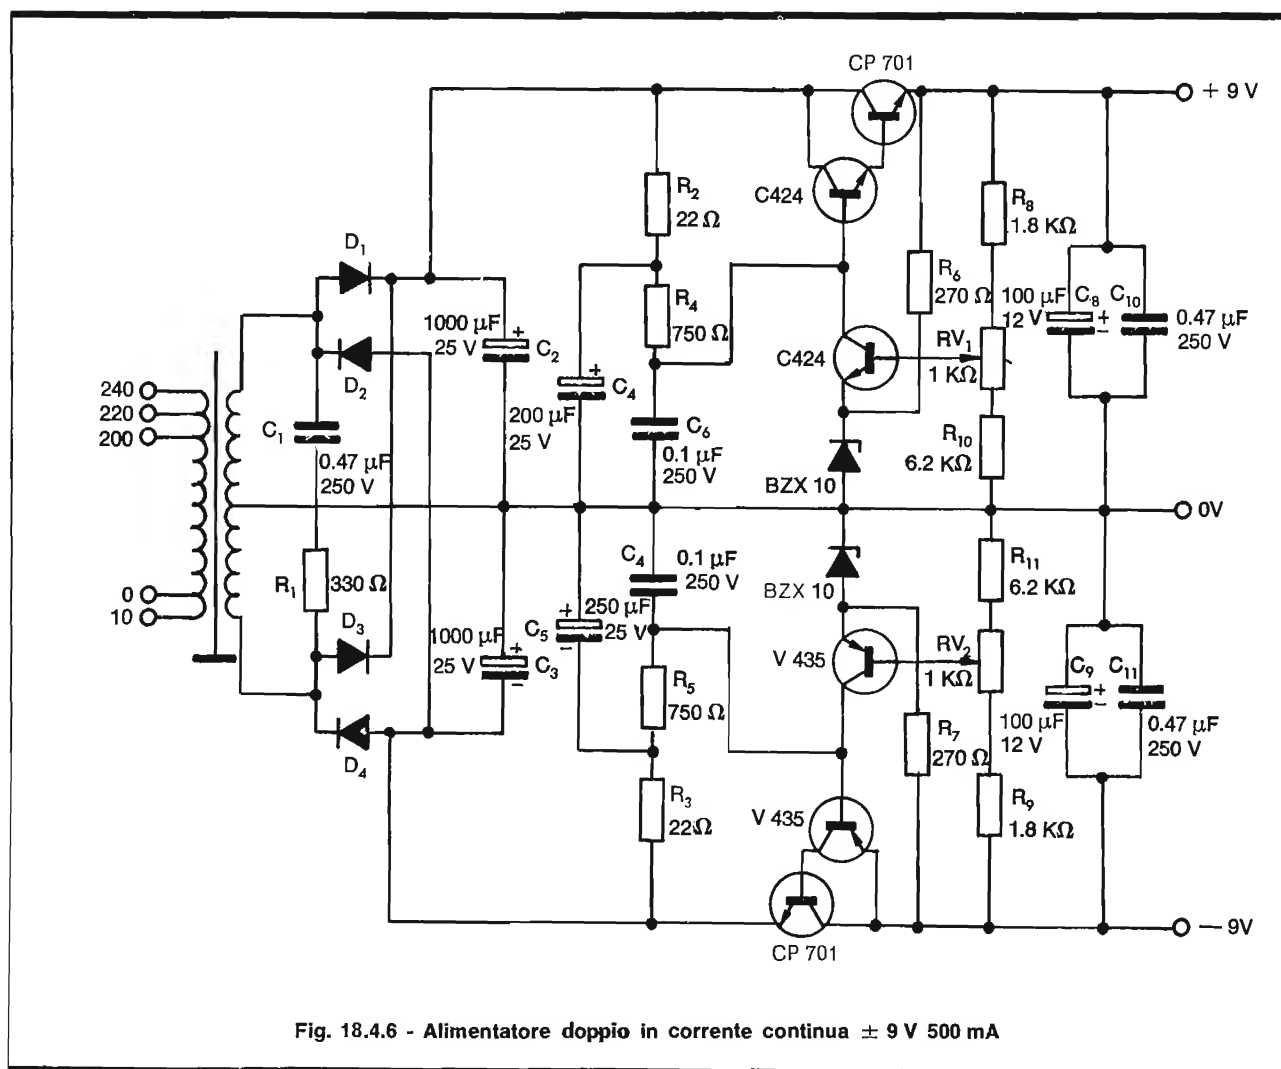 CP 701
+ 9 V
R2
22 Ω
C424
R8
1.8 KΩ
D1
R4
750 Ω
R6
270 Ω
100 µF
12 V
C8
+
−
C10
0.47 µF
250 V
1000 µF
25 V
+
C2
D2
C424
RV1
1 KΩ
240
220
200
C1
0.47 µF
250 V
+
C4
200 µF
25 V
C6
0.1 µF
250 V
R10
6.2 KΩ
BZX 10
0V
C4
0.1 µF
250 V
R11
6.2 KΩ
R1
330 Ω
BZX 10
0
10
D3
+
C5
−
250 µF
25 V
1000 µF
25 V
+
C3
−
V 435
RV2
1 KΩ
C9
+
−
C11
100 µF
12 V
0.47 µF
250 V
R5
750 Ω
R7
270 Ω
D4
R3
22Ω
V 435
R9
1.8 KΩ
− 9V
CP 701
Fig. 18.4.6 - Alimentatore doppio in corrente continua ± 9 V 500 mA